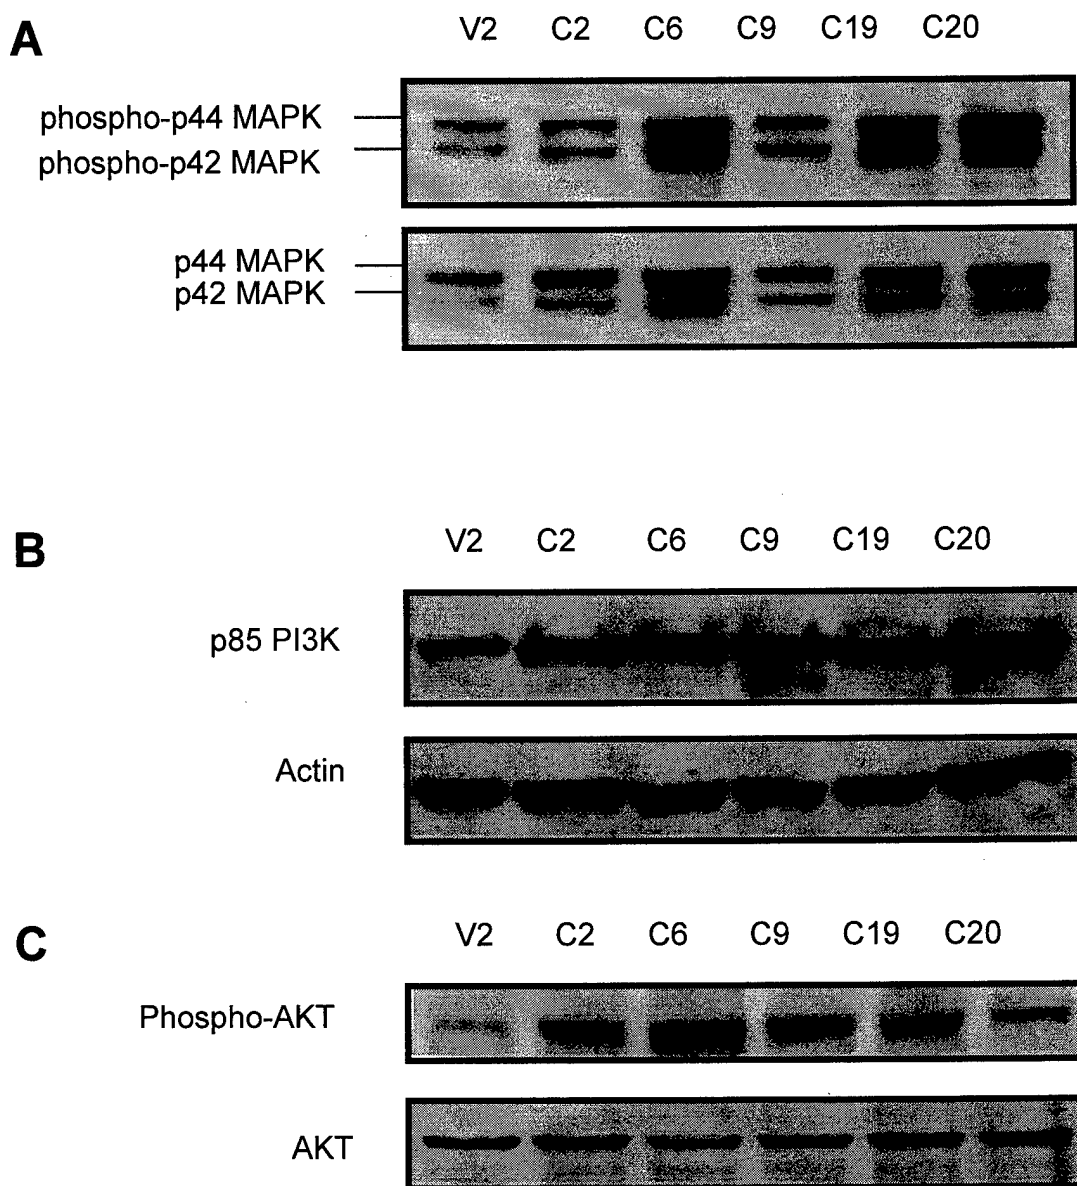 A
V2 C2 C6 C9 C19 C20
phospho-p44 MAPK
phospho-p42 MAPK
p44 MAPK
p42 MAPK
B
V2 C2 C6 C9 C19 C20
p85 PI3K
Actin
C
V2 C2 C6 C9 C19 C20
Phospho-AKT
AKT